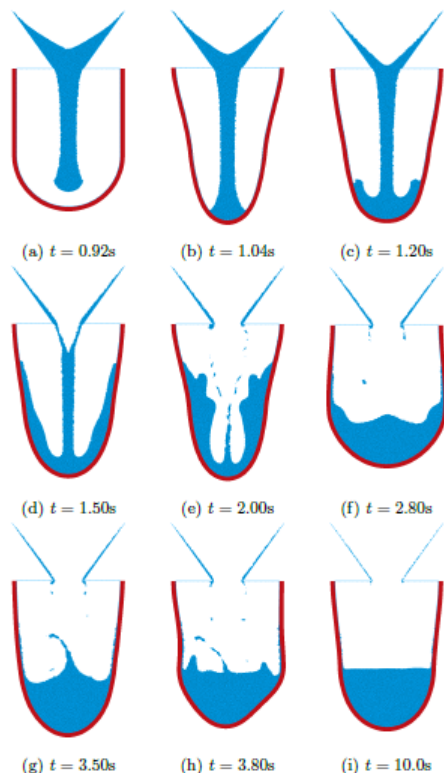 (a) t = 0.92s
(b) t = 1.04s
(c) t = 1.20s
(d) t = 1.50s
(e) t = 2.00s
(f) t = 2.80s
(g) t = 3.50s
(h) t = 3.80s
(i) t = 10.0s